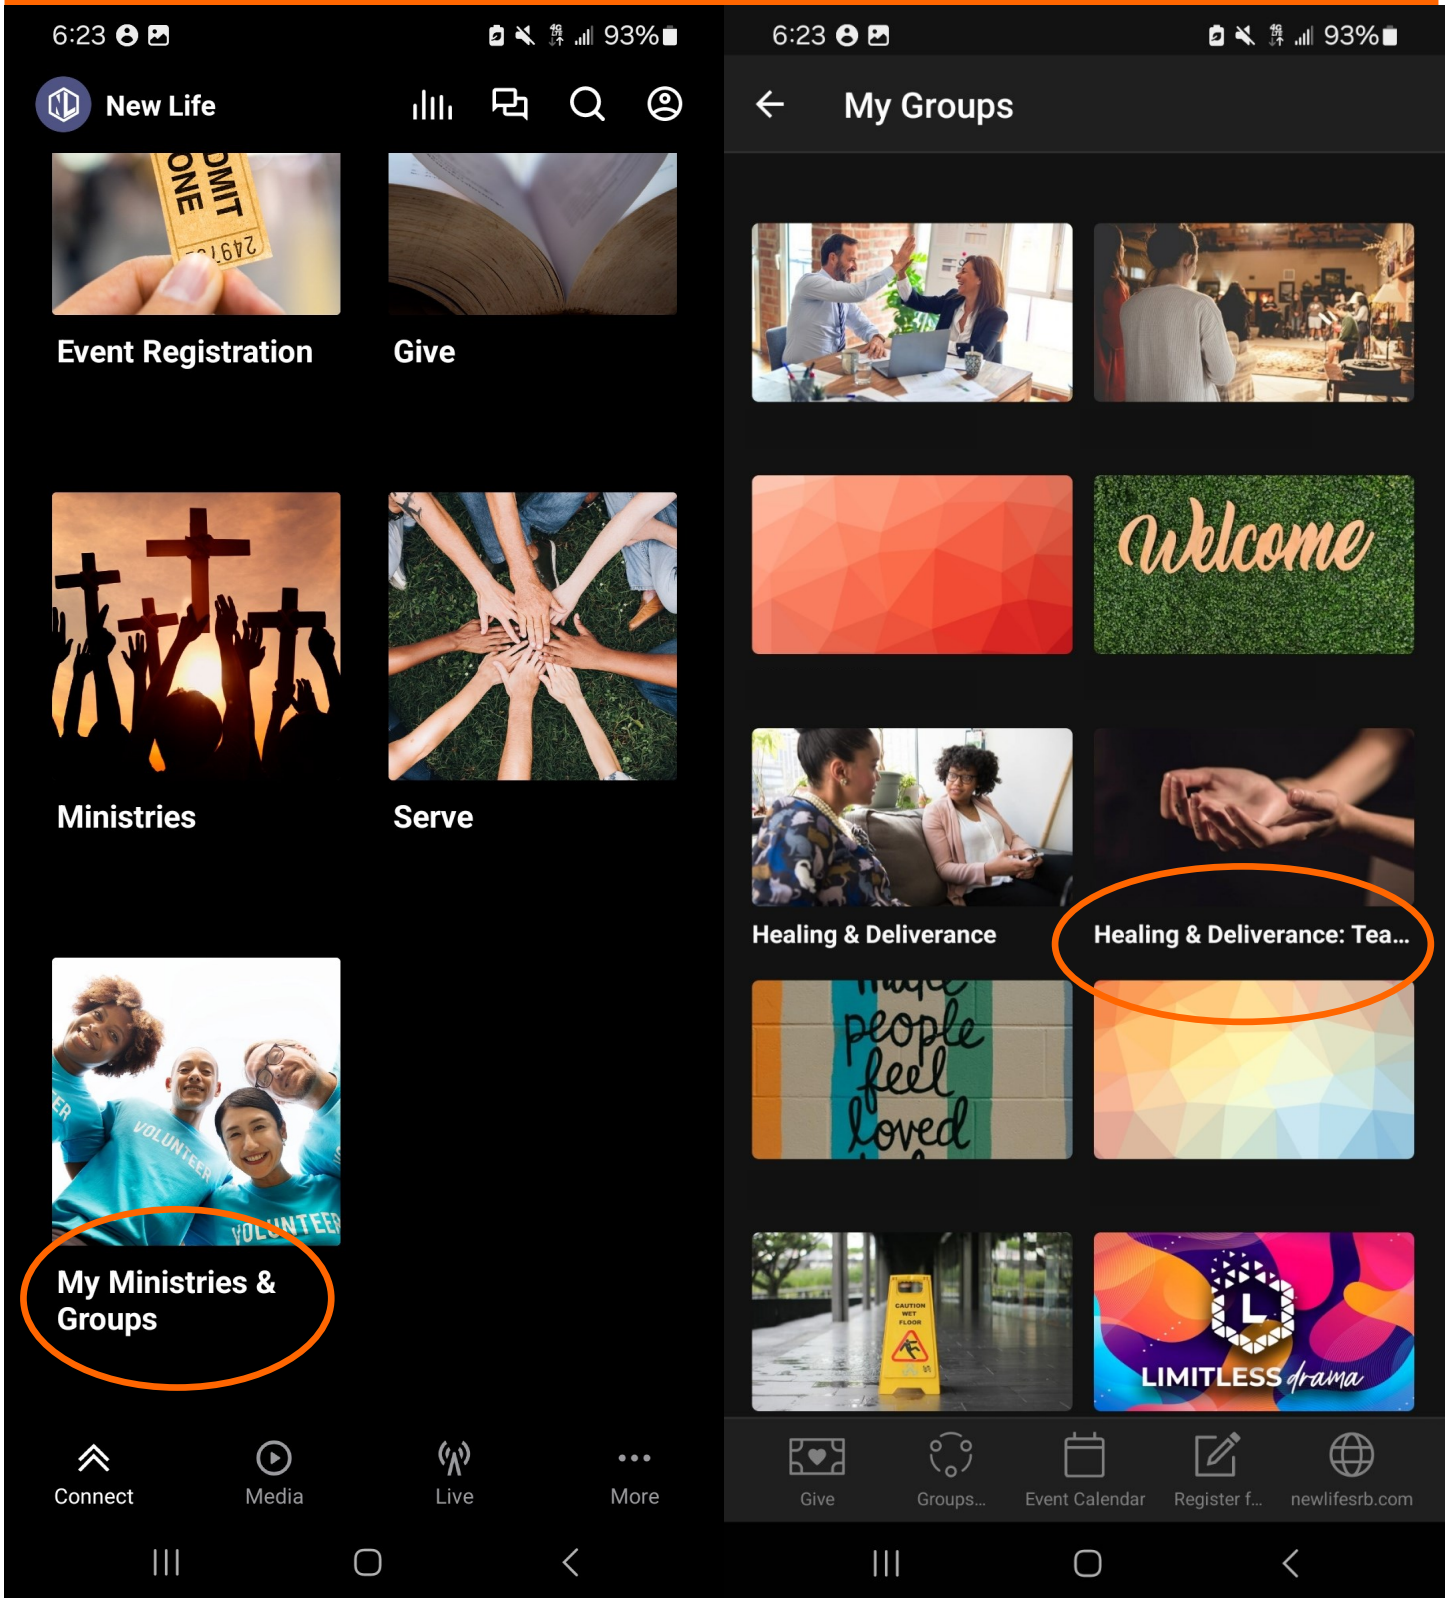 6:23
93%
New Life
ADMIT
ONE
Event Registration
Give
Ministries
Serve
VOLUNTEER
VOLUNTEER
My Ministries &
Groups
Connect
Media
Live
More
6:23
93%
My Groups
Welcome
Healing & Deliverance
Healing & Deliverance: Tea...
make
people
feel
loved
CAUTION
WET
FLOOR
L
LIMITLESS drama
Give
Groups...
Event Calendar
Register f...
newlifesrb.com